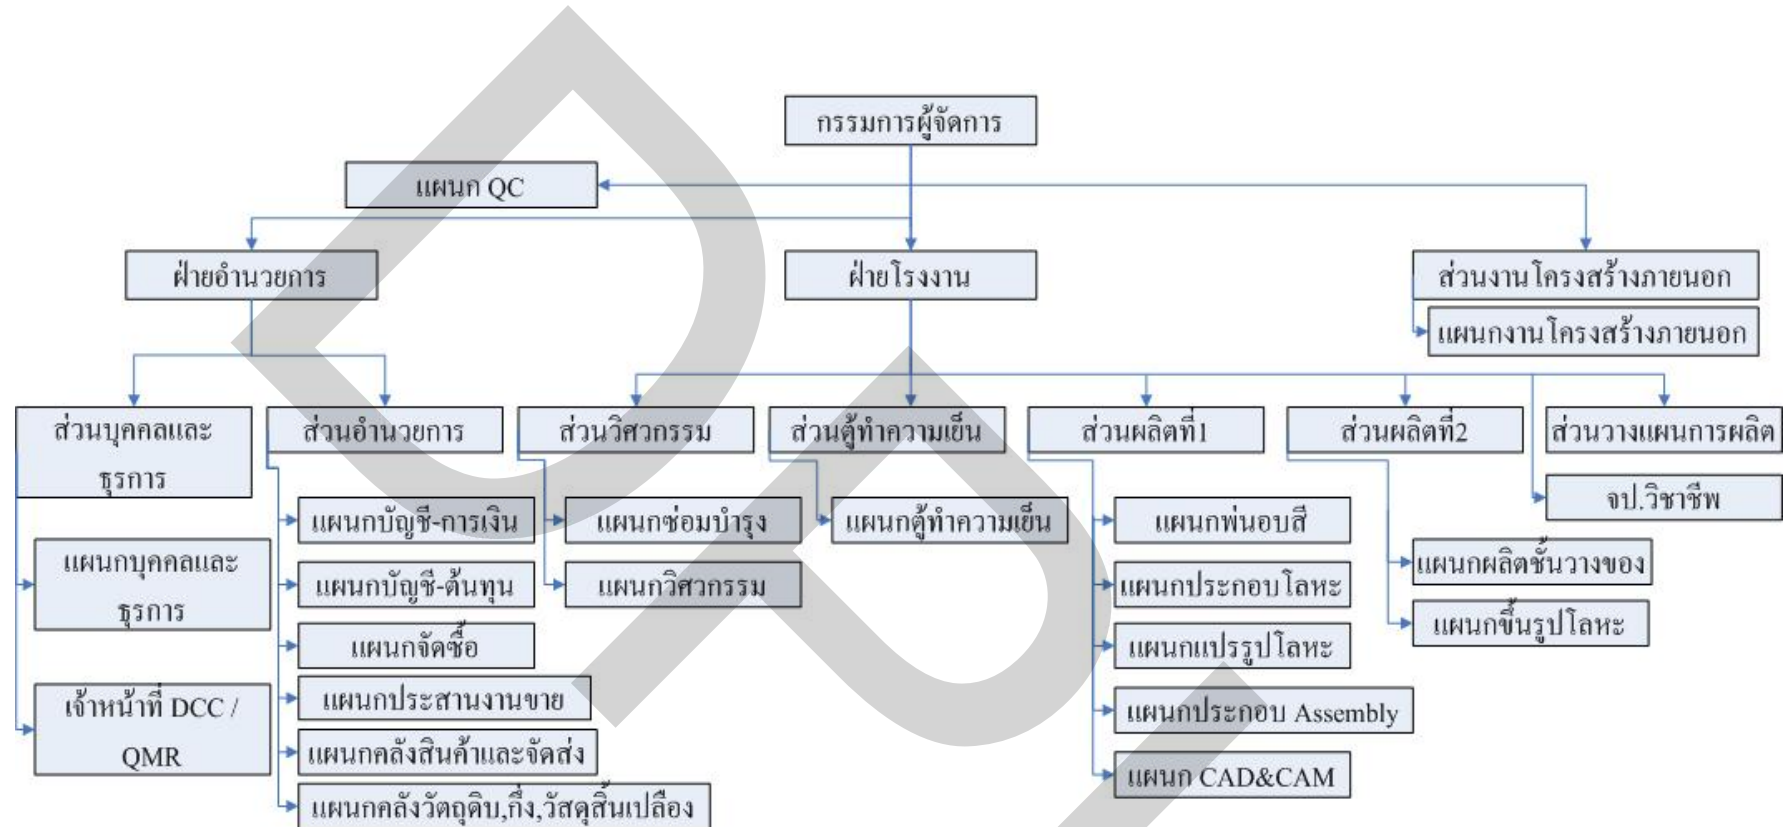 กรรมการผู้จัดการ
แผนก QC
ฝ่ายอำนวยการ
ฝ่ายโรงงาน
ส่วนงานโครงสร้างภายนอก
แผนกงานโครงสร้างภายนอก
ส่วนบุคคลและ
ธุรการ
ส่วนอำนวยการ
ส่วนวิศวกรรม
ส่วนตู้ทำความเย็น
ส่วนผลิตที่1
ส่วนผลิตที่2
ส่วนวางแผนการผลิต
แผนกบุคคลและ
ธุรการ
เจ้าหน้าที่ DCC /
QMR
แผนกบัญชี-การเงิน
แผนกบัญชี-ต้นทุน
แผนกจัดซื้อ
แผนกประสานงานขาย
แผนกคลังสินค้าและจัดส่ง
แผนกคลังวัตถุดิบ,กึ่ง,วัสดุสิ้นเปลือง
แผนกซ่อมบำรุง
แผนกวิศวกรรม
แผนกตู้ทำความเย็น
แผนกพ่นอบสี
แผนกประกอบโลหะ
แผนกแปรรูปโลหะ
แผนกประกอบ Assembly
แผนก CAD&CAM
แผนกผลิตชั้นวางของ
แผนกขึ้นรูปโลหะ
จป.วิชาชีพ